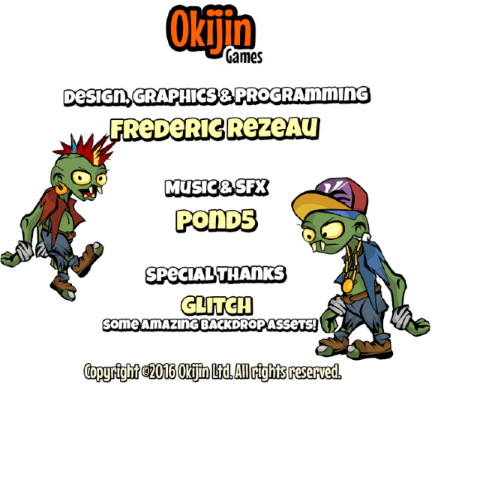 Okijin
Games
Design, Graphics & Programming
Frederic Rezeau
Music & SFX
Pond5
Special Thanks
Glitch
Some amazing backdrop assets!
Copyright ©2016 Okijin Ltd. All rights reserved.